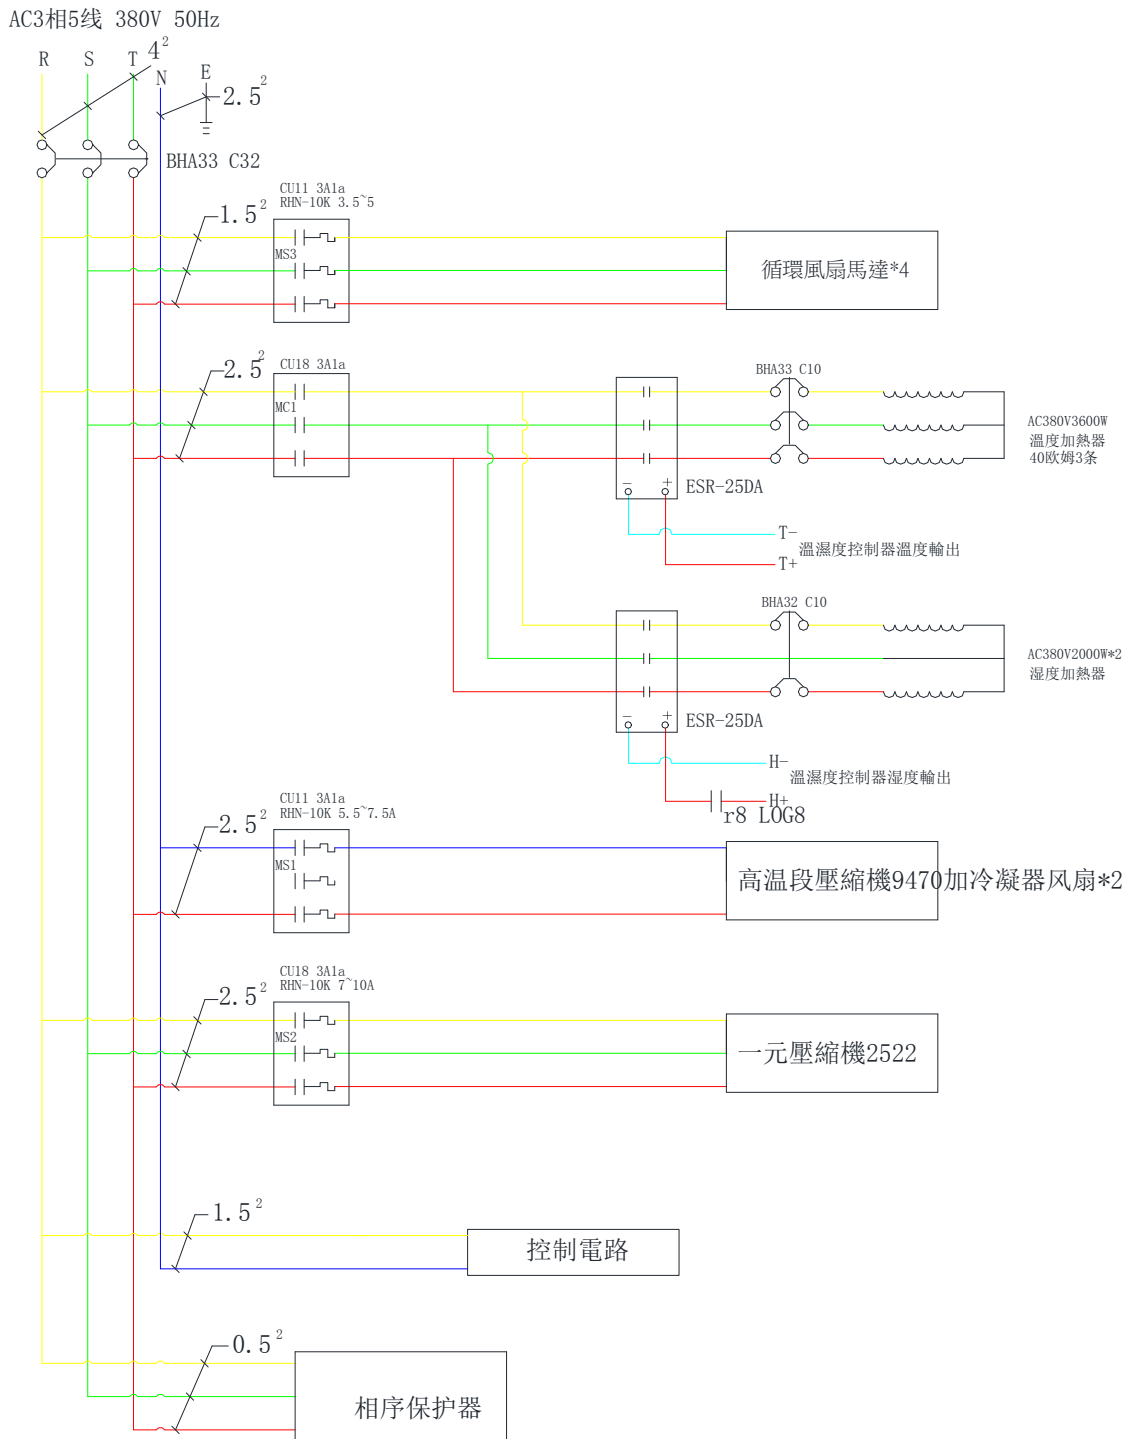 AC3相5线 380V 50Hz
R
S
T
4²
N
E
2.5²
BHA33 C32
1.5²
CU11 3A1a
RHN-10K 3.5~5
MS3
循環風扇馬達*4
2.5²
CU18 3A1a
MC1
BHA33 C10
AC380V3600W
溫度加熱器
40欧姆3条
- +
ESR-25DA
T-
溫濕度控制器溫度輸出
T+
BHA32 C10
AC380V2000W*2
湿度加熱器
- +
ESR-25DA
H-
溫濕度控制器湿度輸出
H+
r8 LOG8
2.5²
CU11 3A1a
RHN-10K 5.5~7.5A
MS1
高温段壓縮機9470加冷凝器风扇*2
2.5²
CU18 3A1a
RHN-10K 7~10A
MS2
一元壓縮機2522
1.5²
控制電路
0.5²
相序保护器